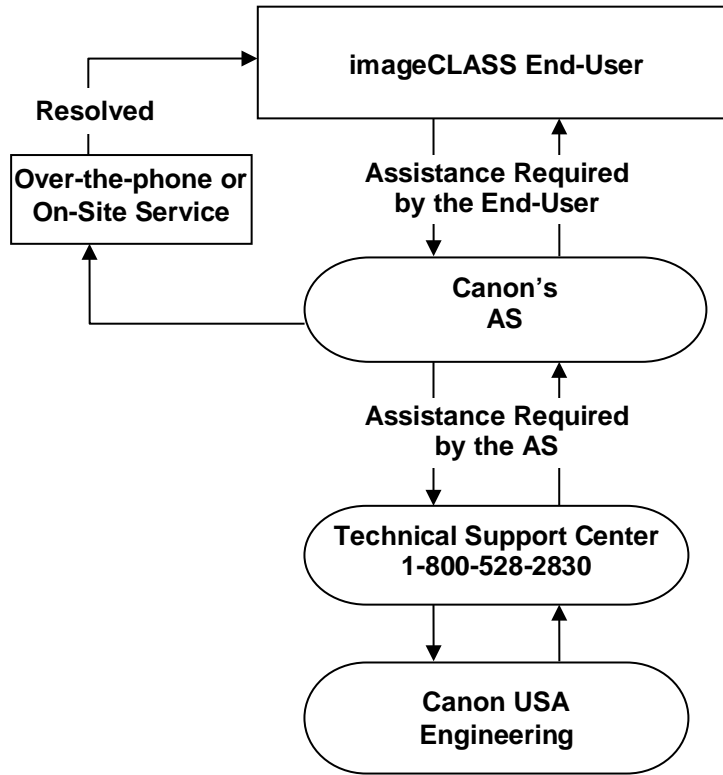 imageCLASS End-User
Resolved
Over-the-phone or
On-Site Service
Assistance Required
by the End-User
Canon's
AS
Assistance Required
by the AS
Technical Support Center
1-800-528-2830
Canon USA
Engineering